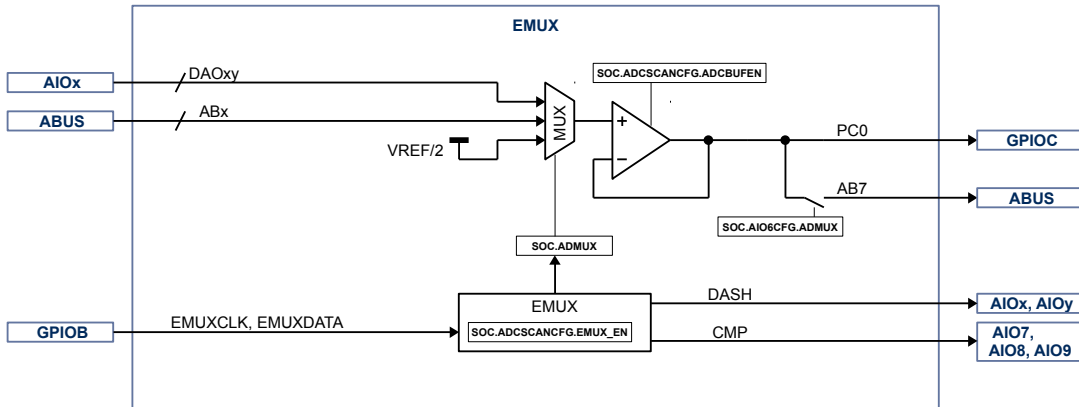 EMUX
AIOx
DAOxy
SOC.ADCSCANCFG.ADCBUFEN
ABUS
ABx
MUX
VREF/2
PC0
GPIOC
AB7
ABUS
SOC.AIO6CFG.ADMUX
SOC.ADMUX
EMUX
DASH
AIOx, AIOy
GPIOB
EMUXCLK, EMUXDATA
SOC.ADCSCANCFG.EMUX_EN
CMP
AIO7,
AIO8, AIO9